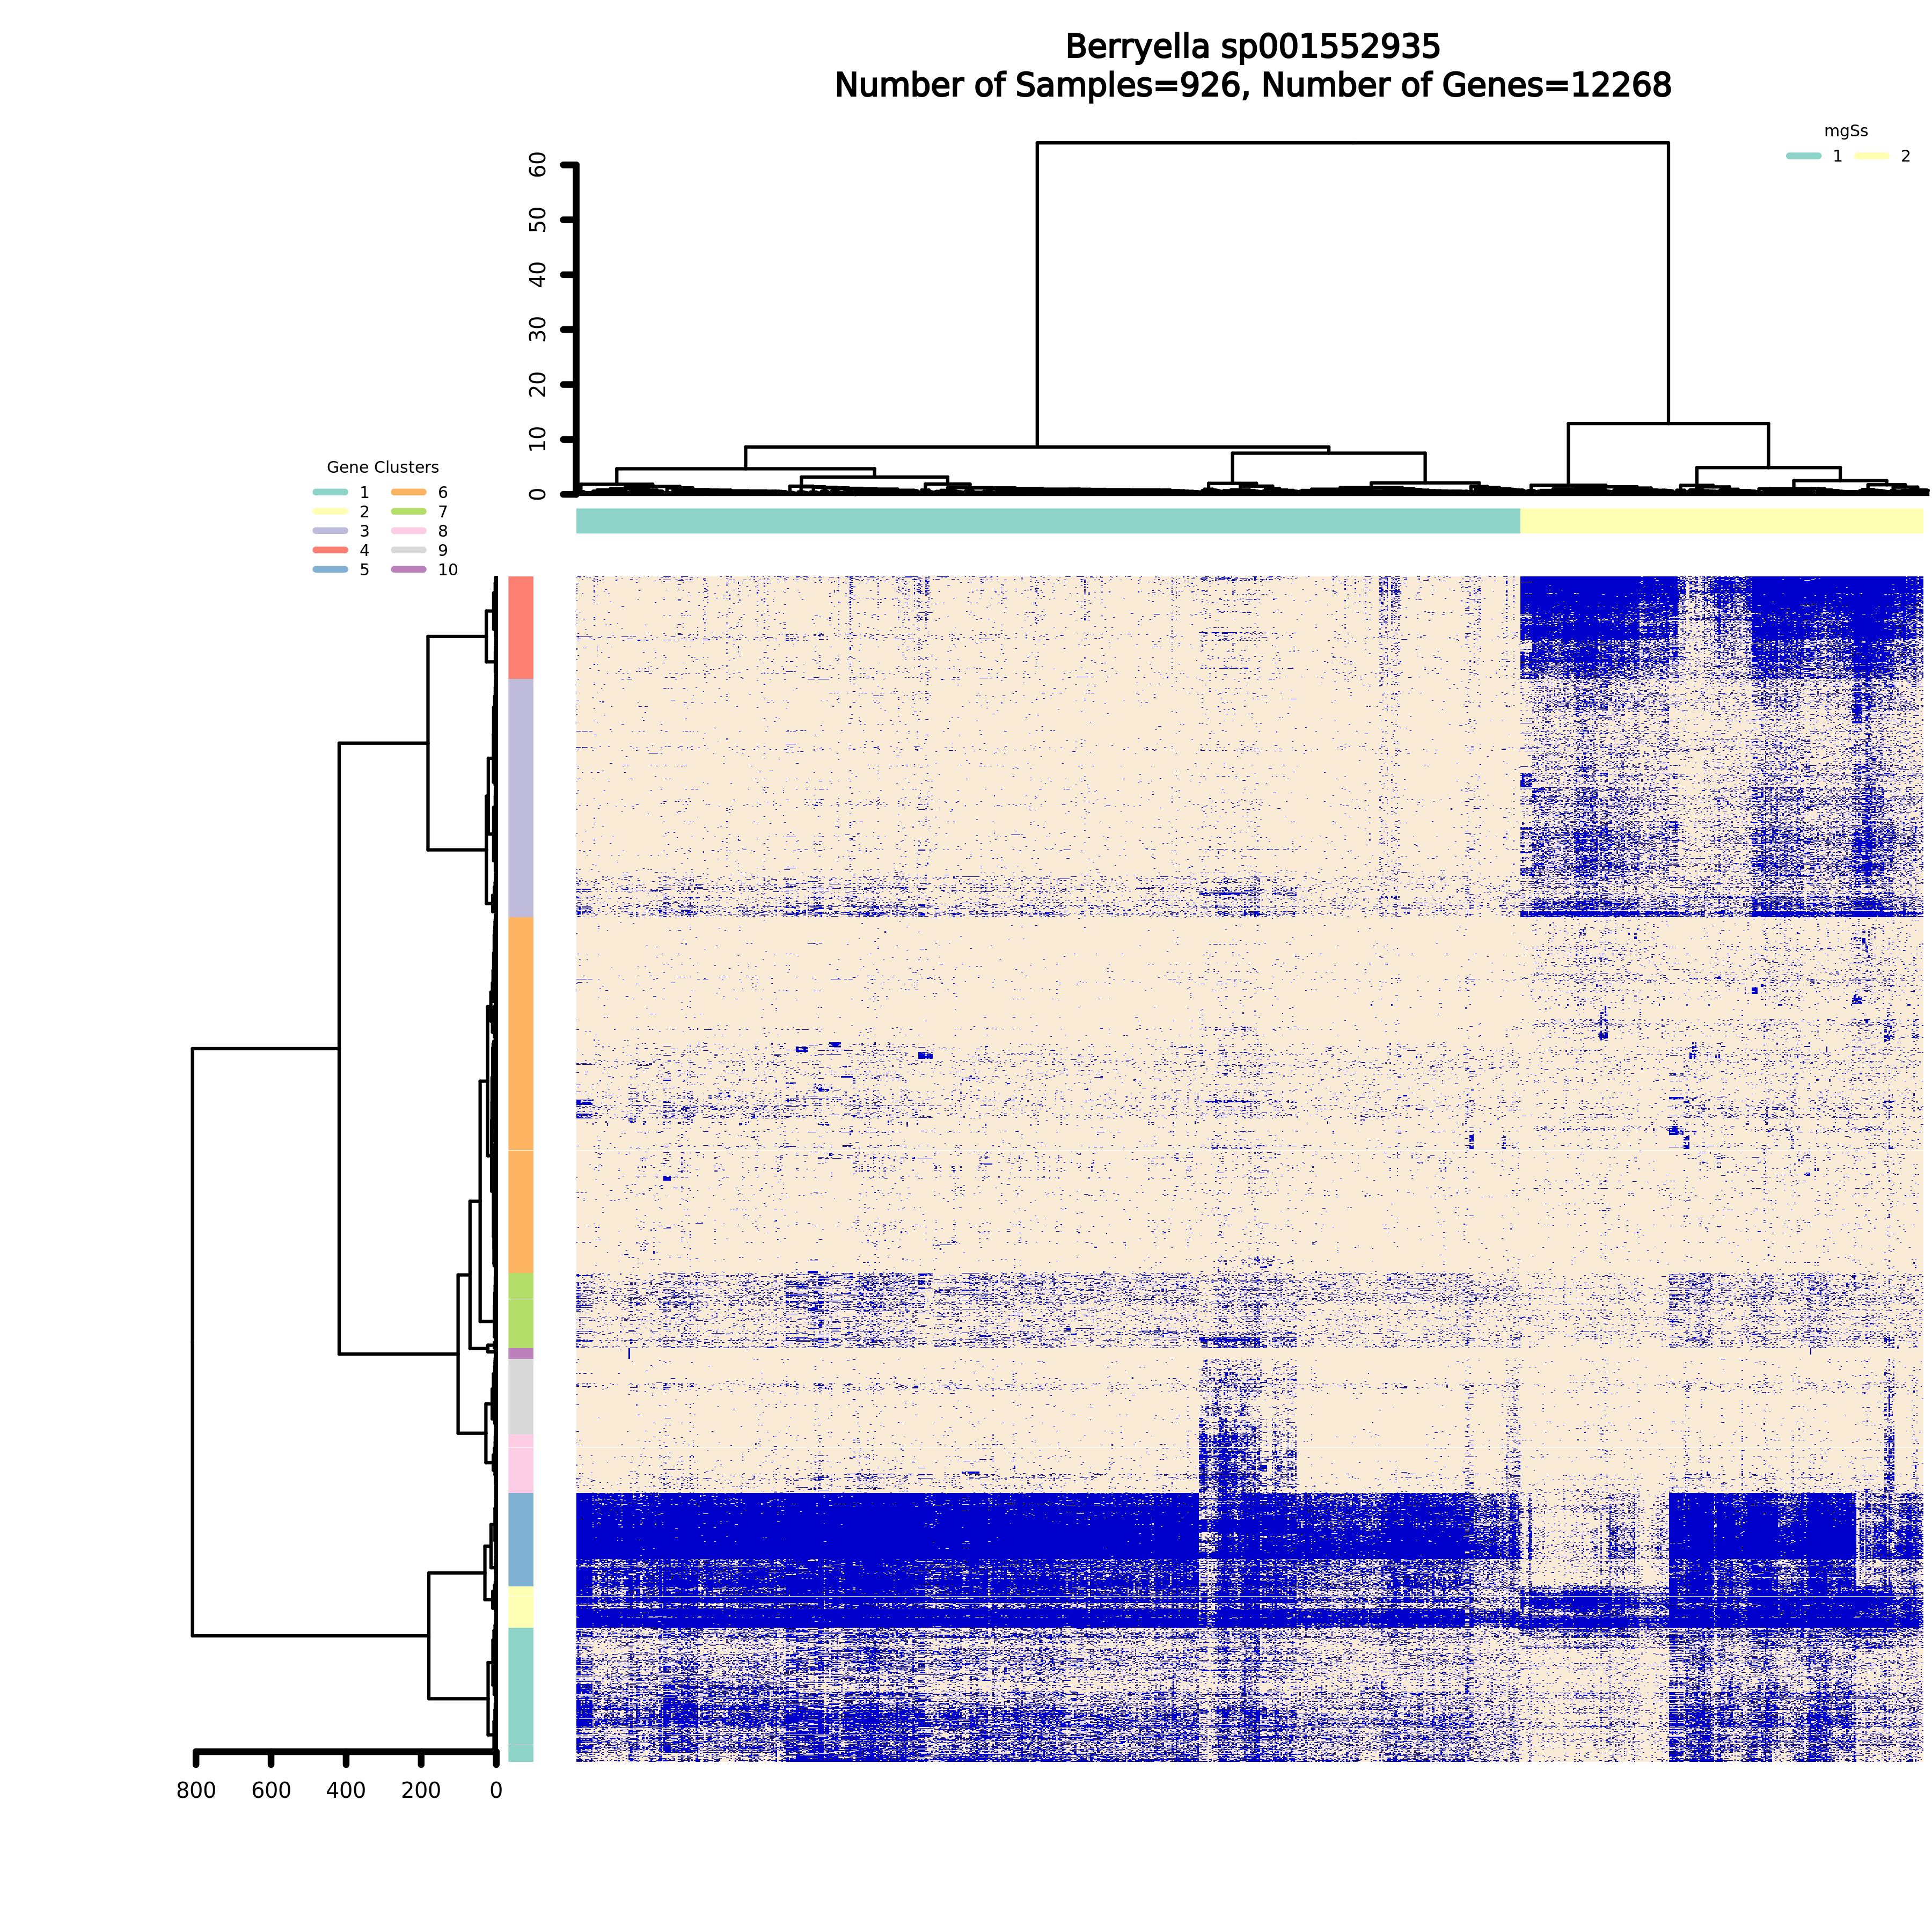 Berryella sp001552935
Number of Samples=926, Number of Genes=12268
mgSs
1 2
60
50
40
30
20
10
0
Gene Clusters
1 6
2 7
3 8
4 9
5 10
800 600 400 200 0